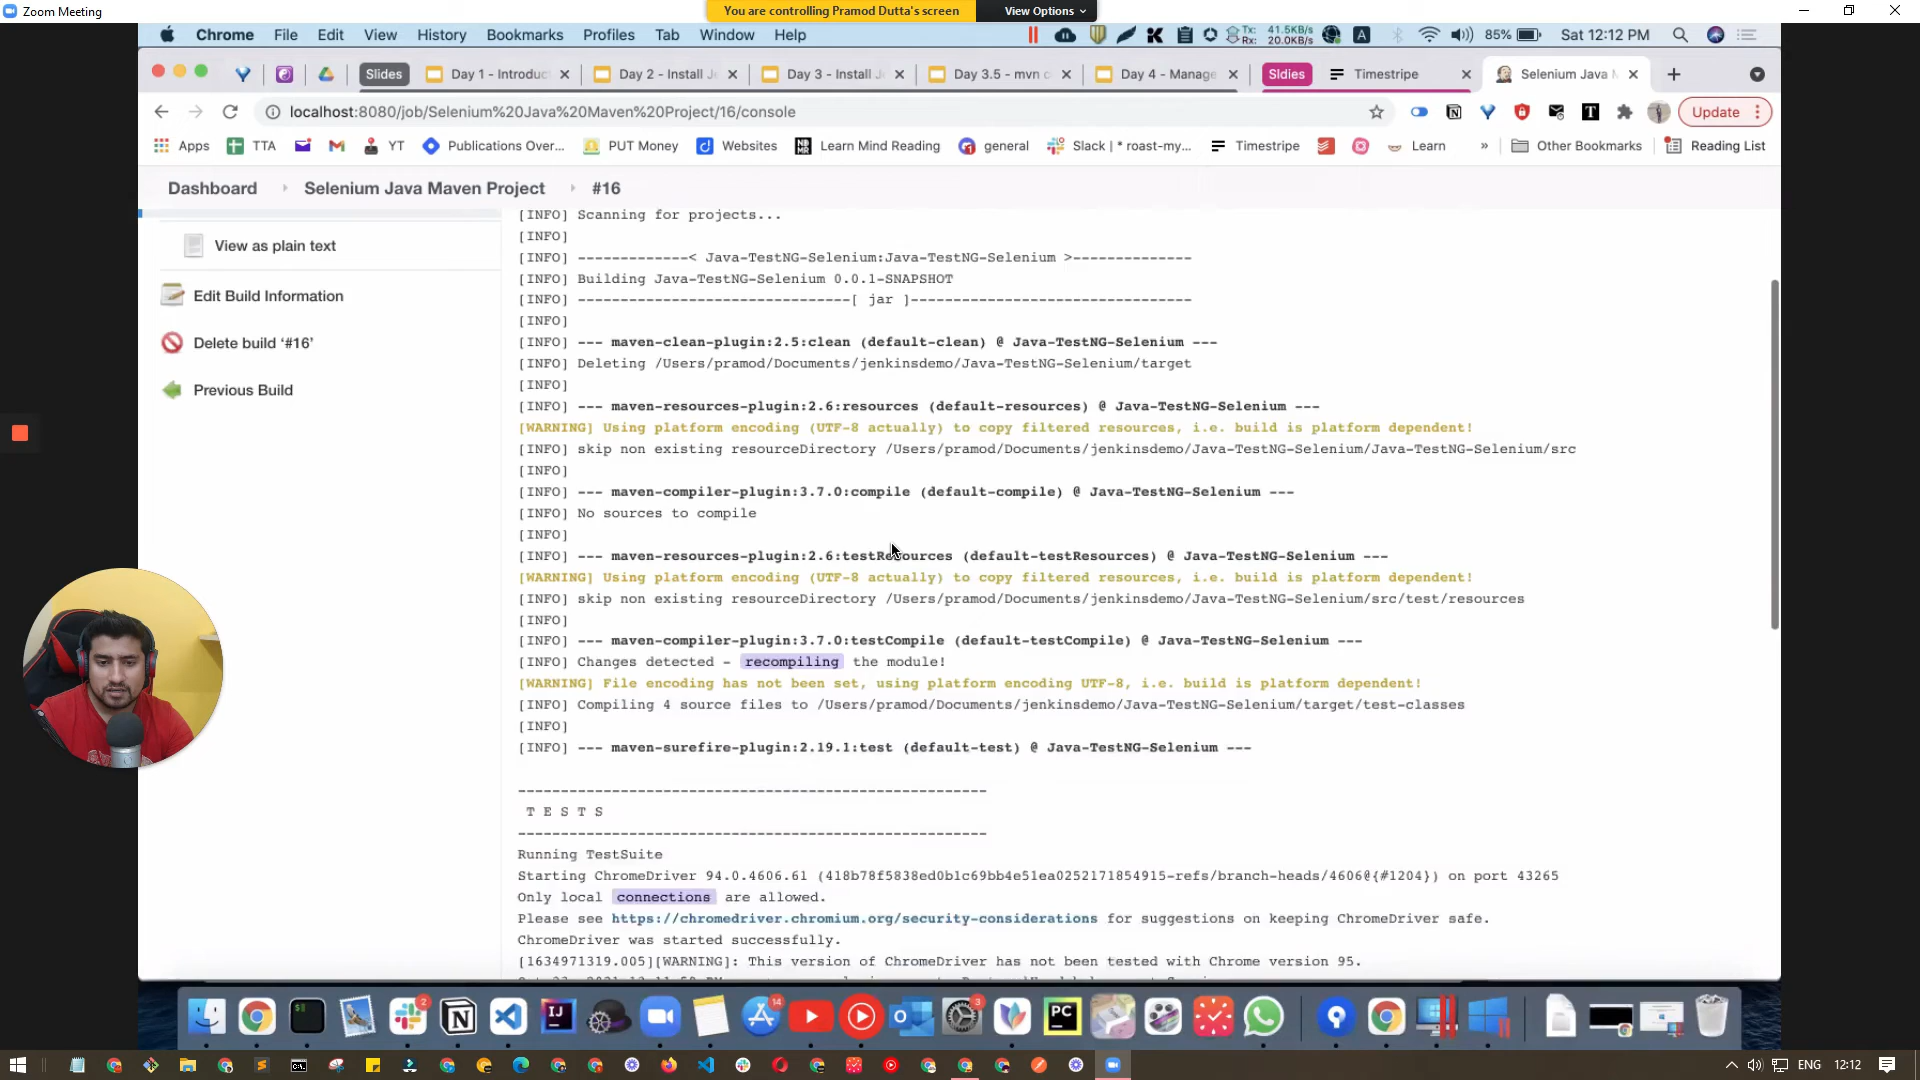 Zoom Meeting
You are controlling Pramod Dutta's screen
View Options
Chrome File Edit View History Bookmarks Profiles Tab Window Help
Tx: 41.5KB/s
Rx: 20.0KB/s
A
85%
Sat 12:12 PM
Slides
Day 1 - Introduc
Day 2 - Install J
Day 3 - Install J
Day 3.5 - mvn c
Day 4 - Manage
Sldies
Timestripe
Selenium Java M
localhost:8080/job/Selenium%20Java%20Maven%20Project/16/console
Update
Apps
TTA
YT
Publications Over...
PUT Money
Websites
Learn Mind Reading
general
Slack | * roast-my...
Timestripe
Learn
»
Other Bookmarks
Reading List
Dashboard
Selenium Java Maven Project
#16
View as plain text
Edit Build Information
Delete build '#16'
Previous Build
[INFO] Scanning for projects...
[INFO]
[INFO] -------------< Java-TestNG-Selenium:Java-TestNG-Selenium >--------------
[INFO] Building Java-TestNG-Selenium 0.0.1-SNAPSHOT
[INFO] --------------------------------[ jar ]---------------------------------
[INFO]
[INFO] --- maven-clean-plugin:2.5:clean (default-clean) @ Java-TestNG-Selenium ---
[INFO] Deleting /Users/pramod/Documents/jenkinsdemo/Java-TestNG-Selenium/target
[INFO]
[INFO] --- maven-resources-plugin:2.6:resources (default-resources) @ Java-TestNG-Selenium ---
[WARNING] Using platform encoding (UTF-8 actually) to copy filtered resources, i.e. build is platform dependent!
[INFO] skip non existing resourceDirectory /Users/pramod/Documents/jenkinsdemo/Java-TestNG-Selenium/Java-TestNG-Selenium/src
[INFO]
[INFO] --- maven-compiler-plugin:3.7.0:compile (default-compile) @ Java-TestNG-Selenium ---
[INFO] No sources to compile
[INFO]
[INFO] --- maven-resources-plugin:2.6:testResources (default-testResources) @ Java-TestNG-Selenium ---
[WARNING] Using platform encoding (UTF-8 actually) to copy filtered resources, i.e. build is platform dependent!
[INFO] skip non existing resourceDirectory /Users/pramod/Documents/jenkinsdemo/Java-TestNG-Selenium/src/test/resources
[INFO]
[INFO] --- maven-compiler-plugin:3.7.0:testCompile (default-testCompile) @ Java-TestNG-Selenium ---
[INFO] Changes detected - recompiling the module!
[WARNING] File encoding has not been set, using platform encoding UTF-8, i.e. build is platform dependent!
[INFO] Compiling 4 source files to /Users/pramod/Documents/jenkinsdemo/Java-TestNG-Selenium/target/test-classes
[INFO]
[INFO] --- maven-surefire-plugin:2.19.1:test (default-test) @ Java-TestNG-Selenium ---
-------------------------------------------------------
T E S T S
-------------------------------------------------------
Running TestSuite
Starting ChromeDriver 94.0.4606.61 (418b78f5838ed0b1c69bb4e51ea0252171854915-refs/branch-heads/4606@{#1204}) on port 43265
Only local connections are allowed.
Please see https://chromedriver.chromium.org/security-considerations for suggestions on keeping ChromeDriver safe.
ChromeDriver was started successfully.
[1634971319.005][WARNING]: This version of ChromeDriver has not been tested with Chrome version 95.
ENG
12:12